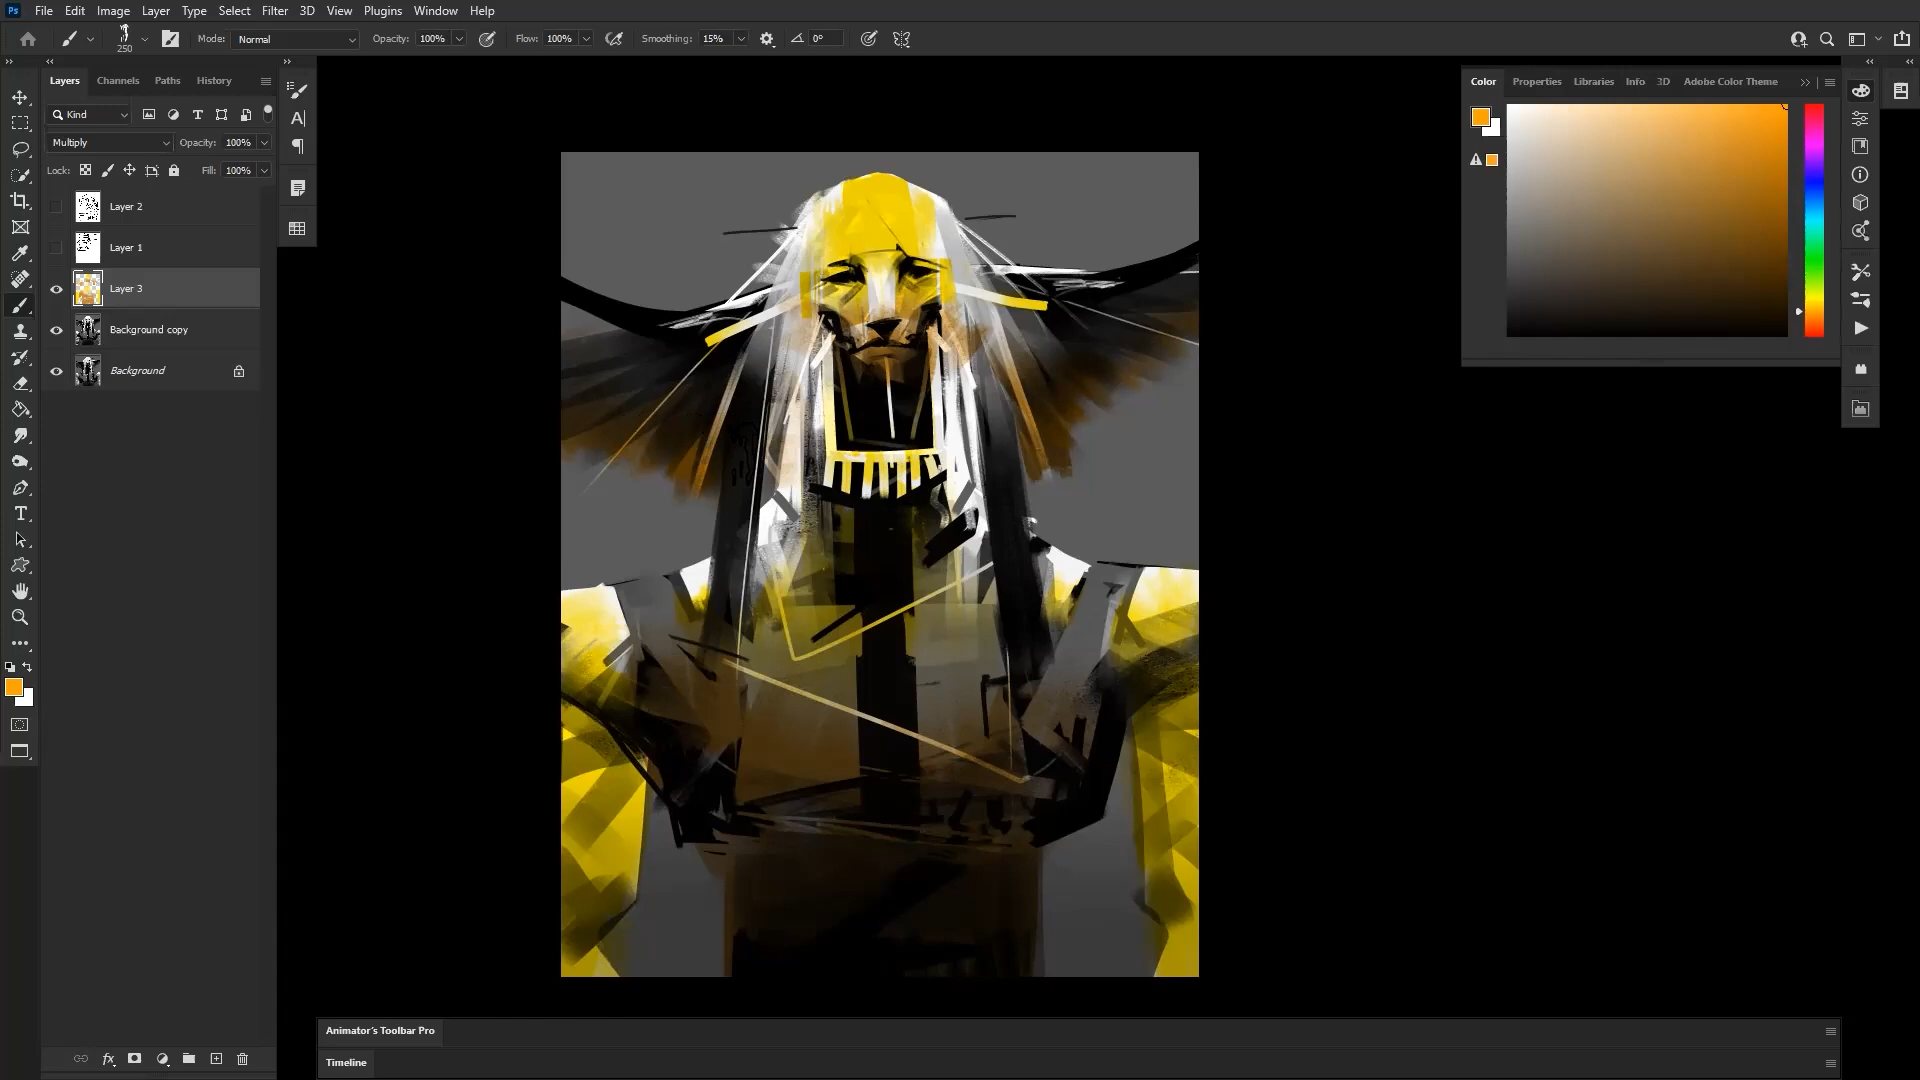 Ps File Edit Image Layer Type Select Filter 3D View Plugins Window Help
250 Mode: Normal Opacity: 100% Flow: 100% Smoothing: 15% 0°
Layers Channels Paths History
Color Properties Libraries Info 3D Adobe Color Theme
Kind
Multiply Opacity: 100%
Lock: Fill: 100%
Layer 2
Layer 1
Layer 3
Background copy
Background
Animator's Toolbar Pro
Timeline